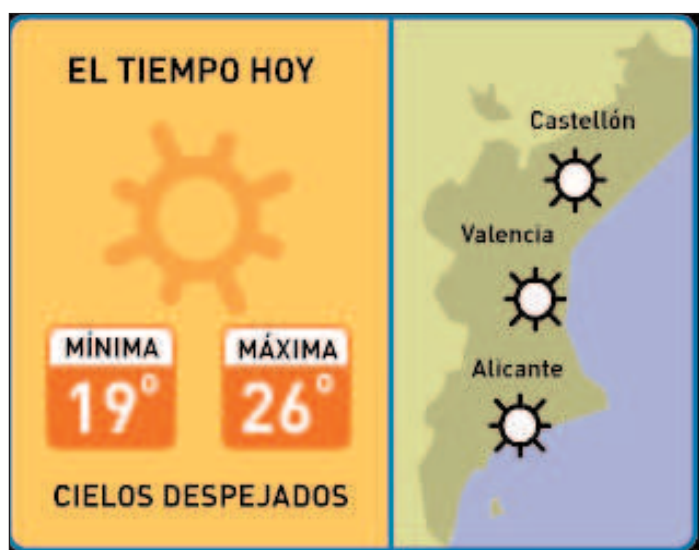 EL TIEMPO HOY
MÍNIMA
19°
MÁXIMA
26°
CIELOS DESPEJADOS
Castellón
Valencia
Alicante